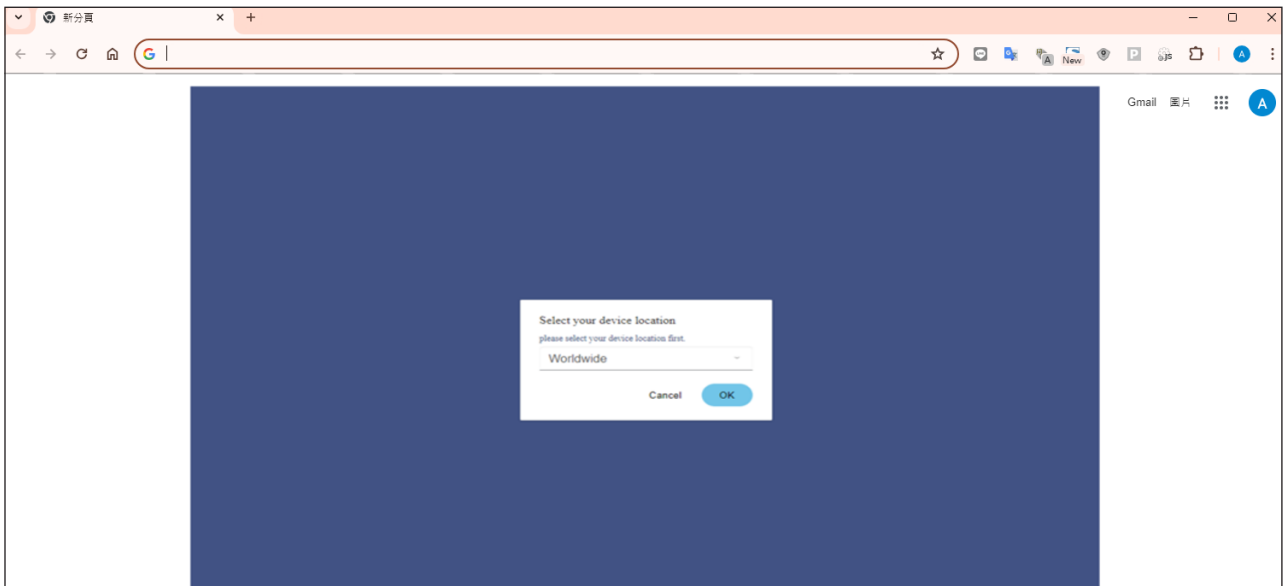 新分頁
New
A
P
js
A
Gmail 圖片
A
Select your device location
please select your device location first.
Worldwide
Cancel OK